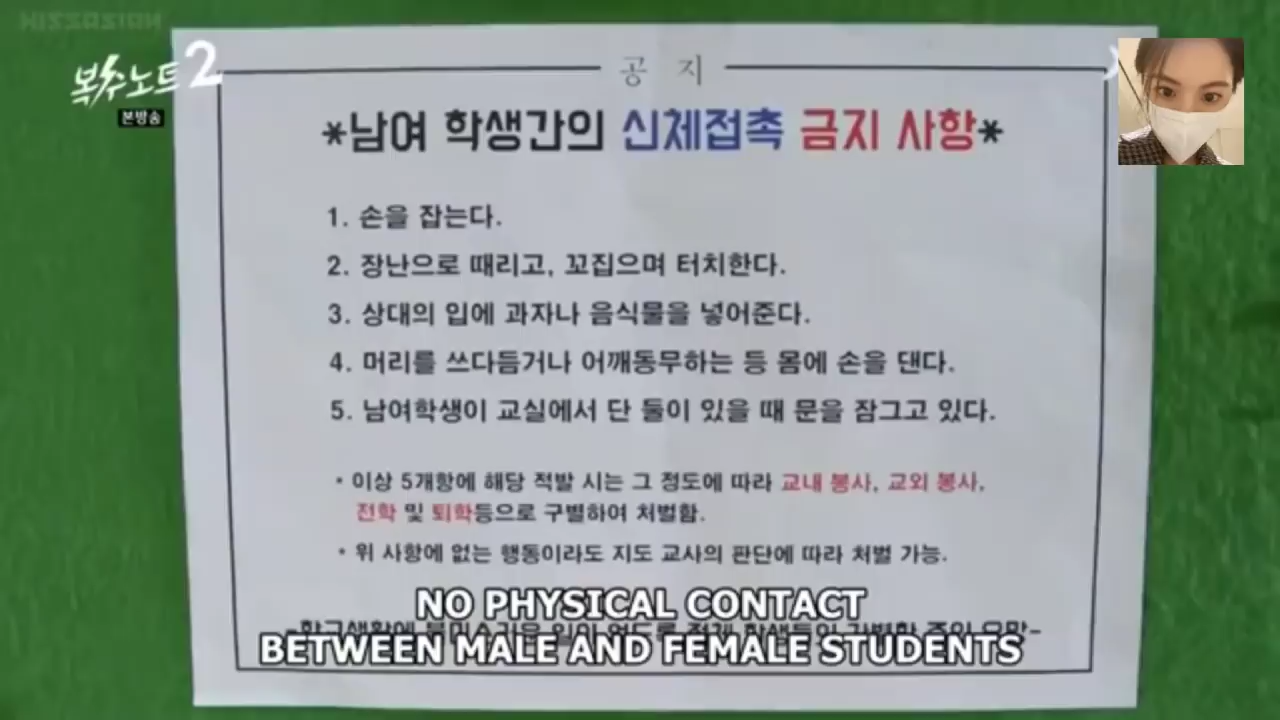 KISSASIAN
복수노트2
본방송
공 지
*남여 학생간의 신체접촉 금지 사항*
1. 손을 잡는다.
2. 장난으로 때리고, 꼬집으며 터치한다.
3. 상대의 입에 과자나 음식물을 넣어준다.
4. 머리를 쓰다듬거나 어깨동무하는 등 몸에 손을 댄다.
5. 남여학생이 교실에서 단 둘이 있을 때 문을 잠그고 있다.
• 이상 5개항에 해당 적발 시는 그 정도에 따라 교내 봉사, 교외 봉사,
전학 및 퇴학등으로 구별하여 처벌함.
• 위 사항에 없는 행동이라도 지도 교사의 판단에 따라 처벌 가능.
NO PHYSICAL CONTACT
BETWEEN MALE AND FEMALE STUDENTS